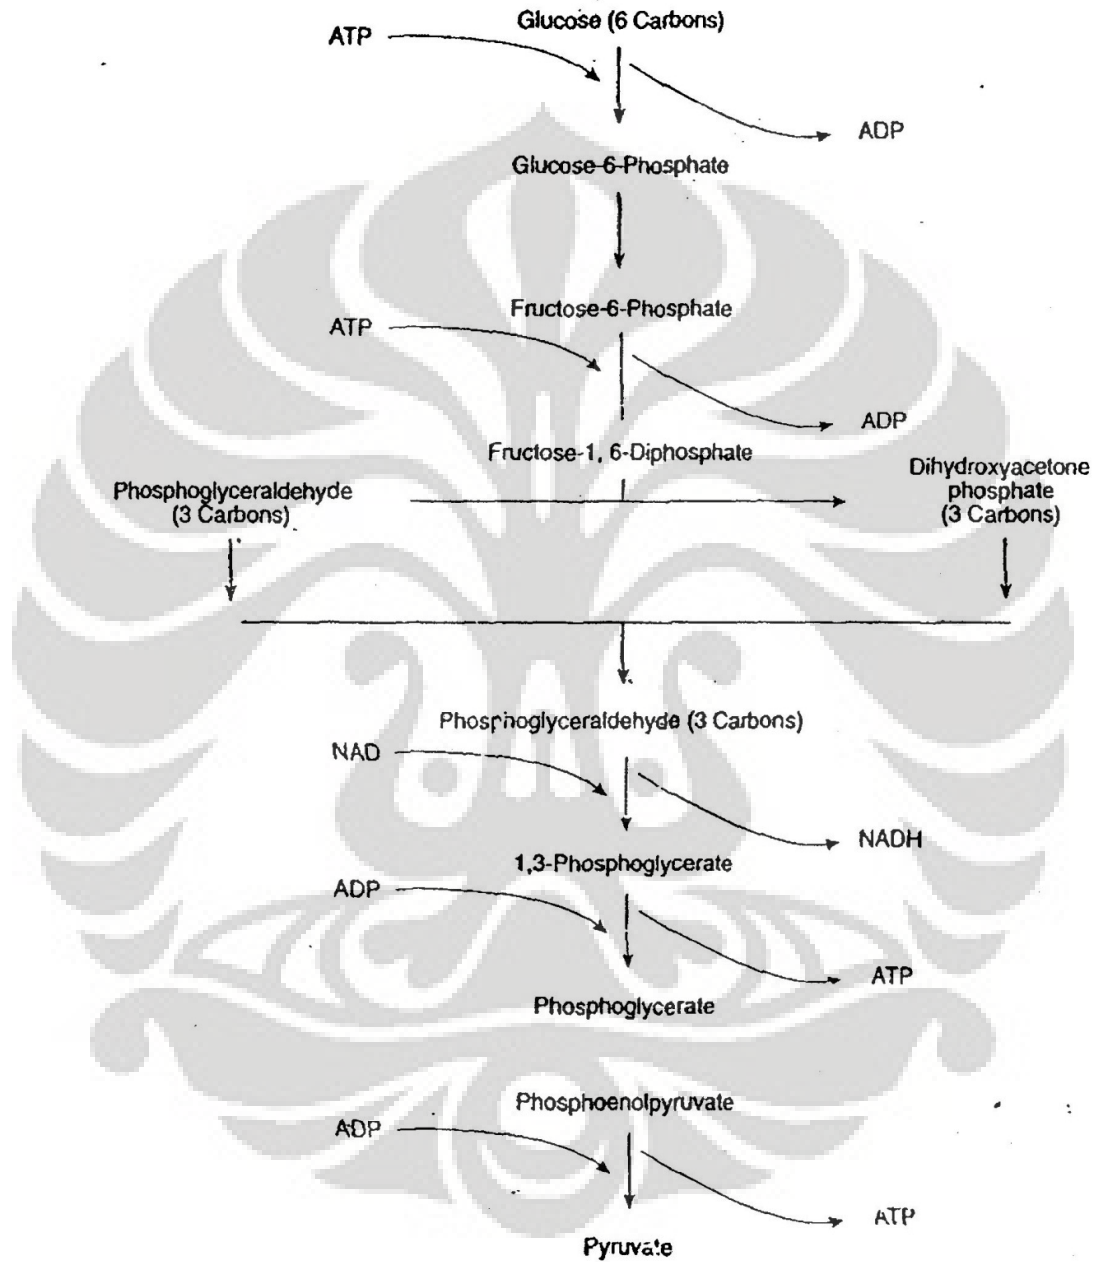 Glucose (6 Carbons)
ATP
ADP
Glucose-6-Phosphate
Fructose-6-Phosphate
ATP
ADP
Fructose-1, 6-Diphosphate
Phosphoglyceraldehyde
(3 Carbons)
Dihydroxyacetone
phosphate
(3 Carbons)
Phosphoglyceraldehyde (3 Carbons)
NAD
NADH
1,3-Phosphoglycerate
ADP
ATP
Phosphoglycerate
Phosphoenolpyruvate
ADP
ATP
Pyruvate